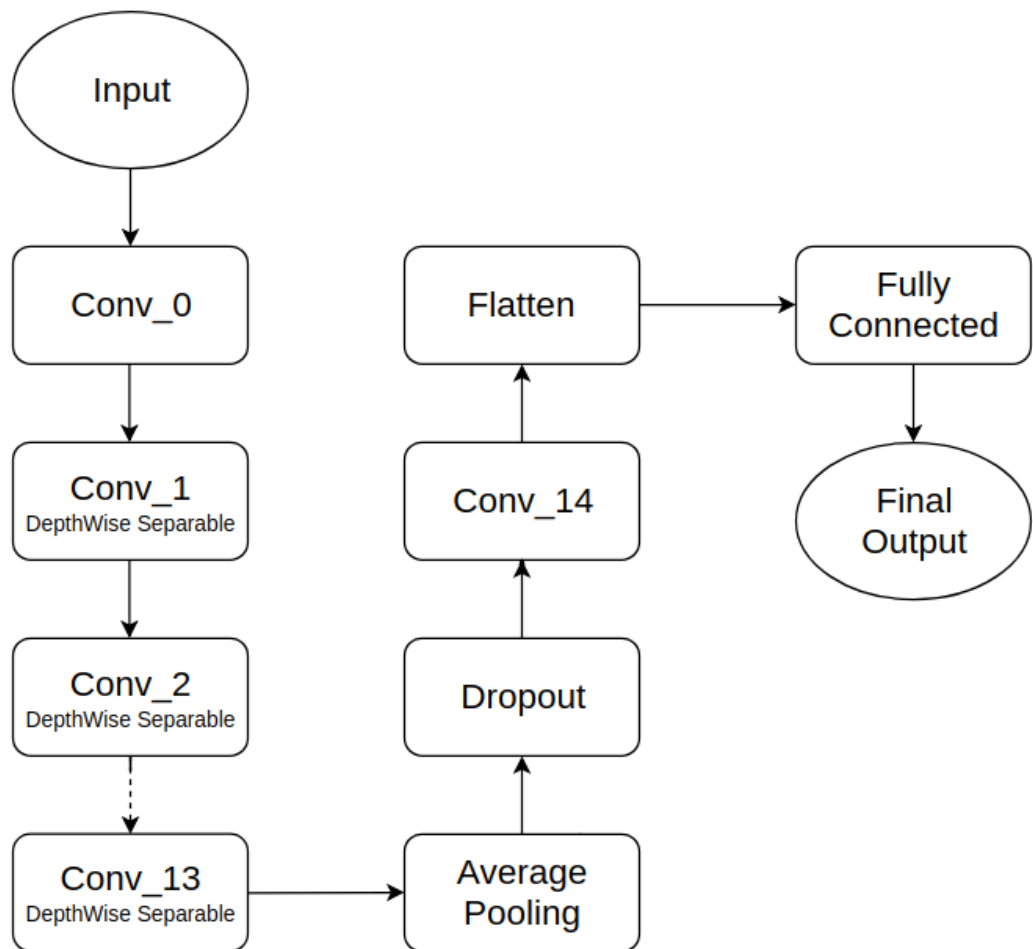 Input
Conv_0
Conv_1
DepthWise Separable
Conv_2
DepthWise Separable
Conv_13
DepthWise Separable
Average
Pooling
Dropout
Conv_14
Flatten
Fully
Connected
Final
Output